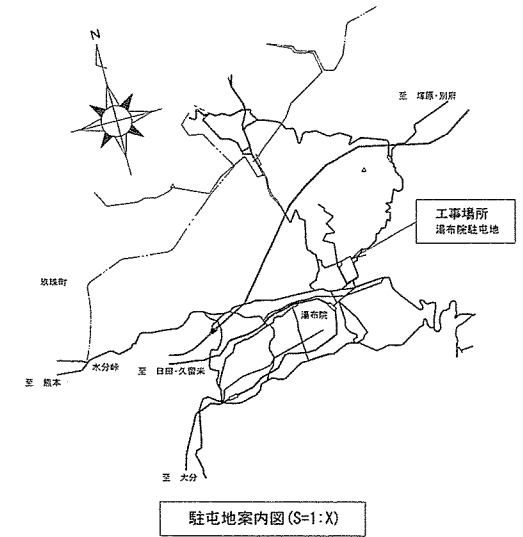 N
至 塚原・別府
工事場所
湯布院駐屯地
玖珠町
湯布院
水分峠
至 日田・久留米
至 熊本
至 大分
駐屯地案内図(S=1:X)